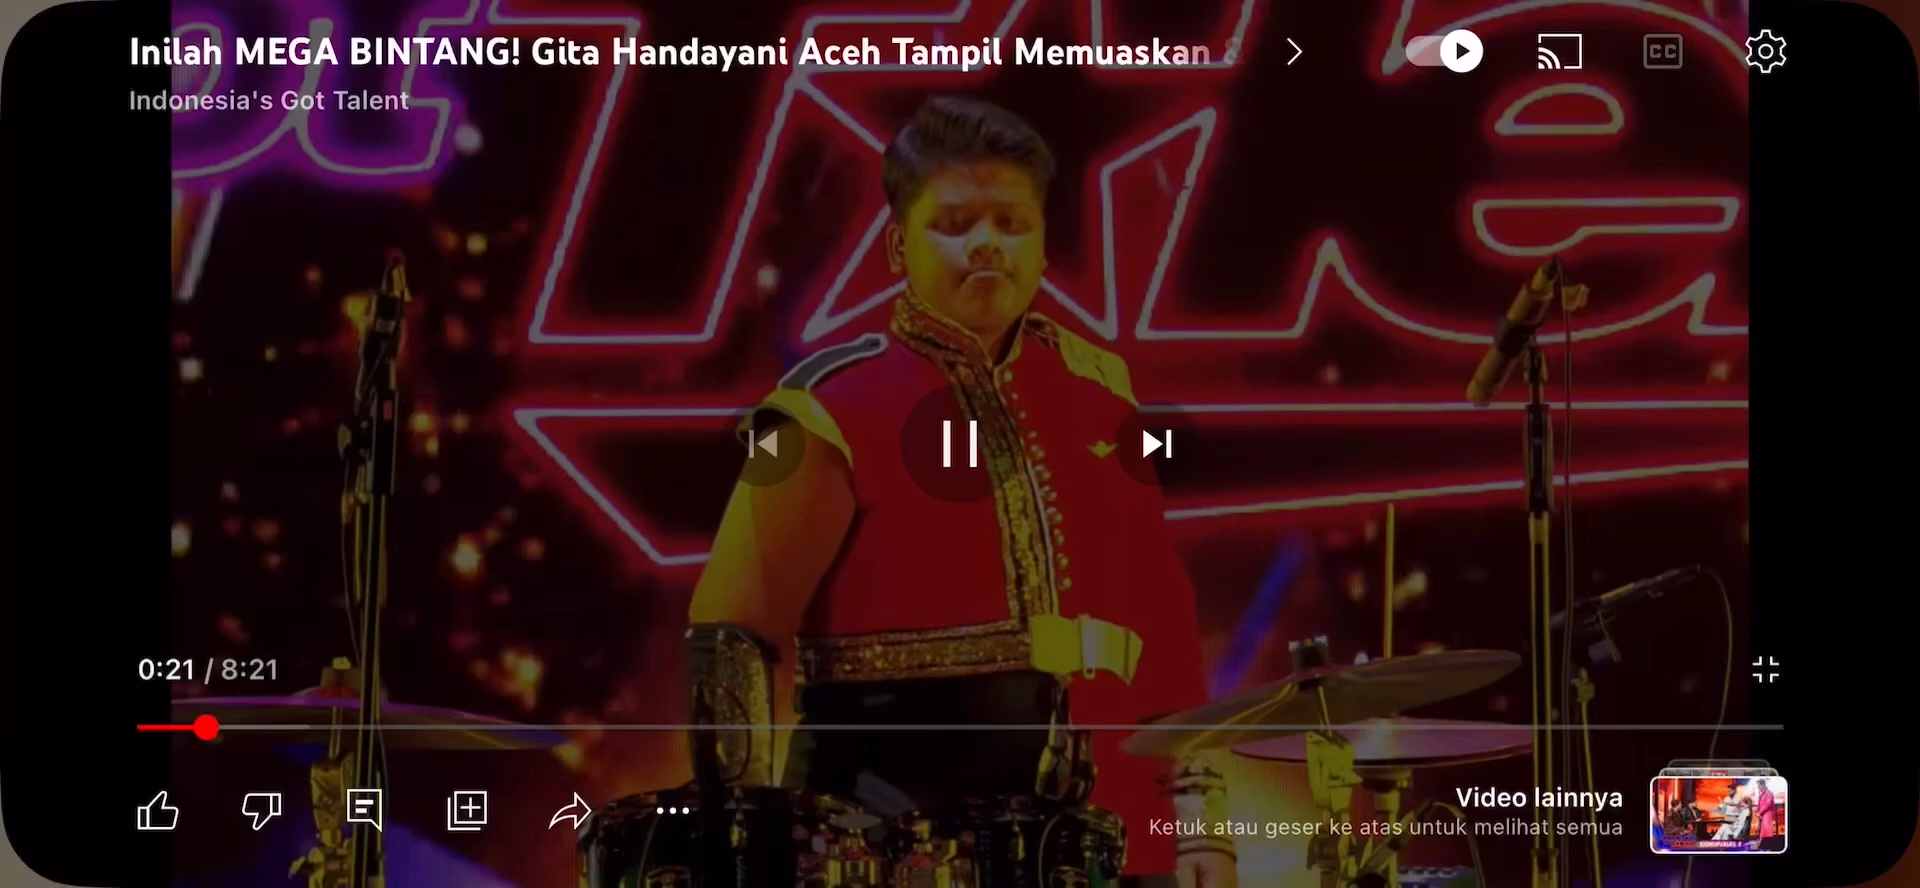 Inilah MEGA BINTANG! Gita Handayani Aceh Tampil Memuaskan &
Indonesia's Got Talent
CC
0:21 / 8:21
Video lainnya
Ketuk atau geser ke atas untuk melihat semua